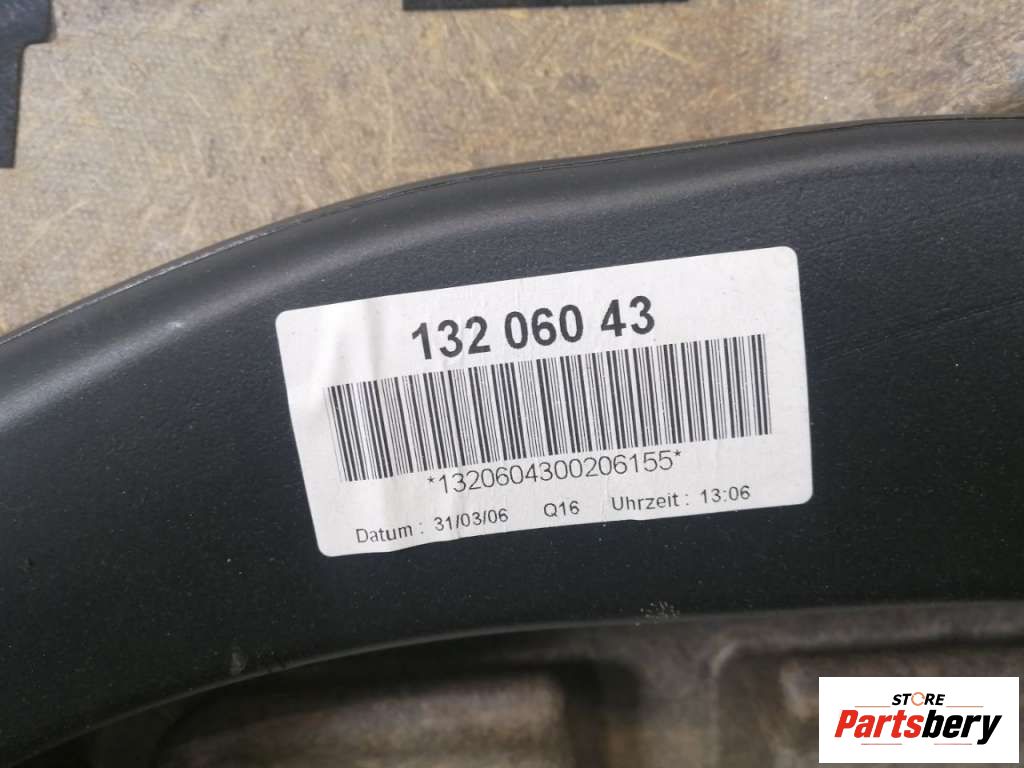 132 060 43
*1320604300206155*
Datum : 31/03/06 Q16 Uhrzeit : 13:06
STORE
Partsbery